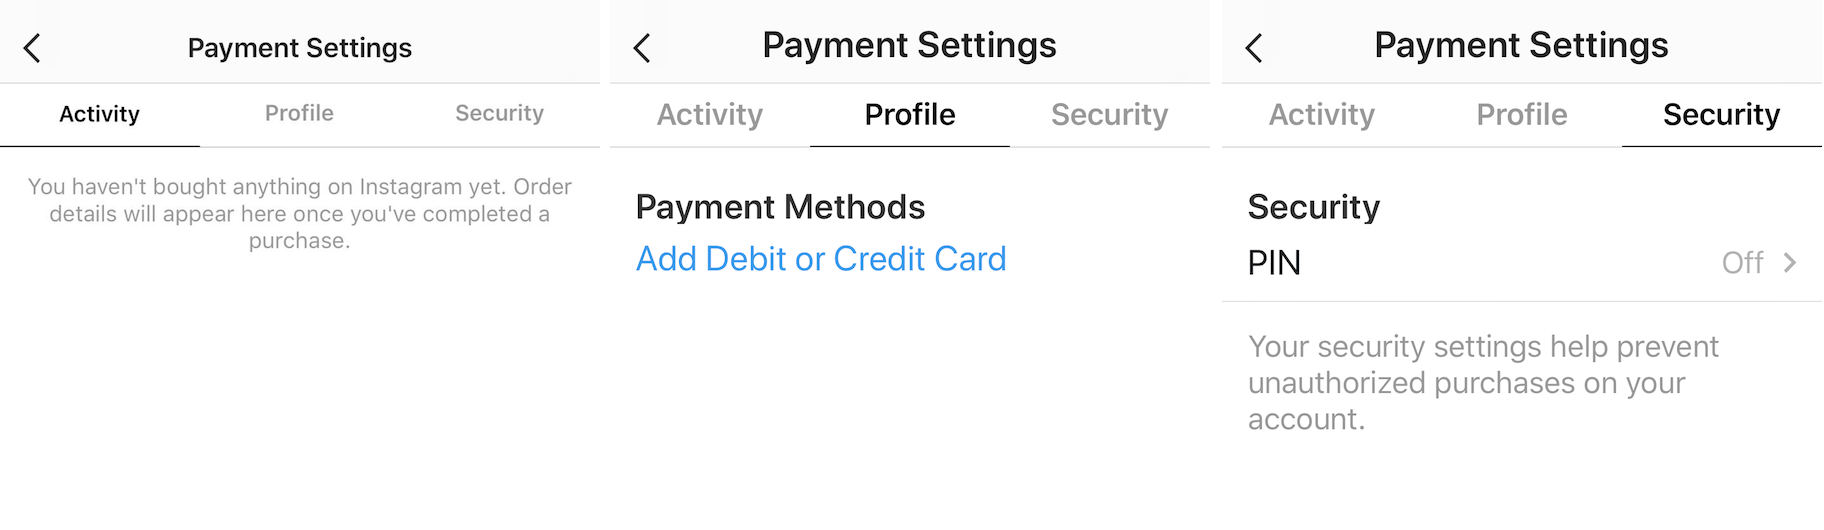 Payment Settings
Activity Profile Security
You haven't bought anything on Instagram yet. Order
details will appear here once you've completed a
purchase.
Payment Settings
Activity Profile Security
Payment Methods
Add Debit or Credit Card
Payment Settings
Activity Profile Security
Security
PIN Off
Your security settings help prevent
unauthorized purchases on your
account.